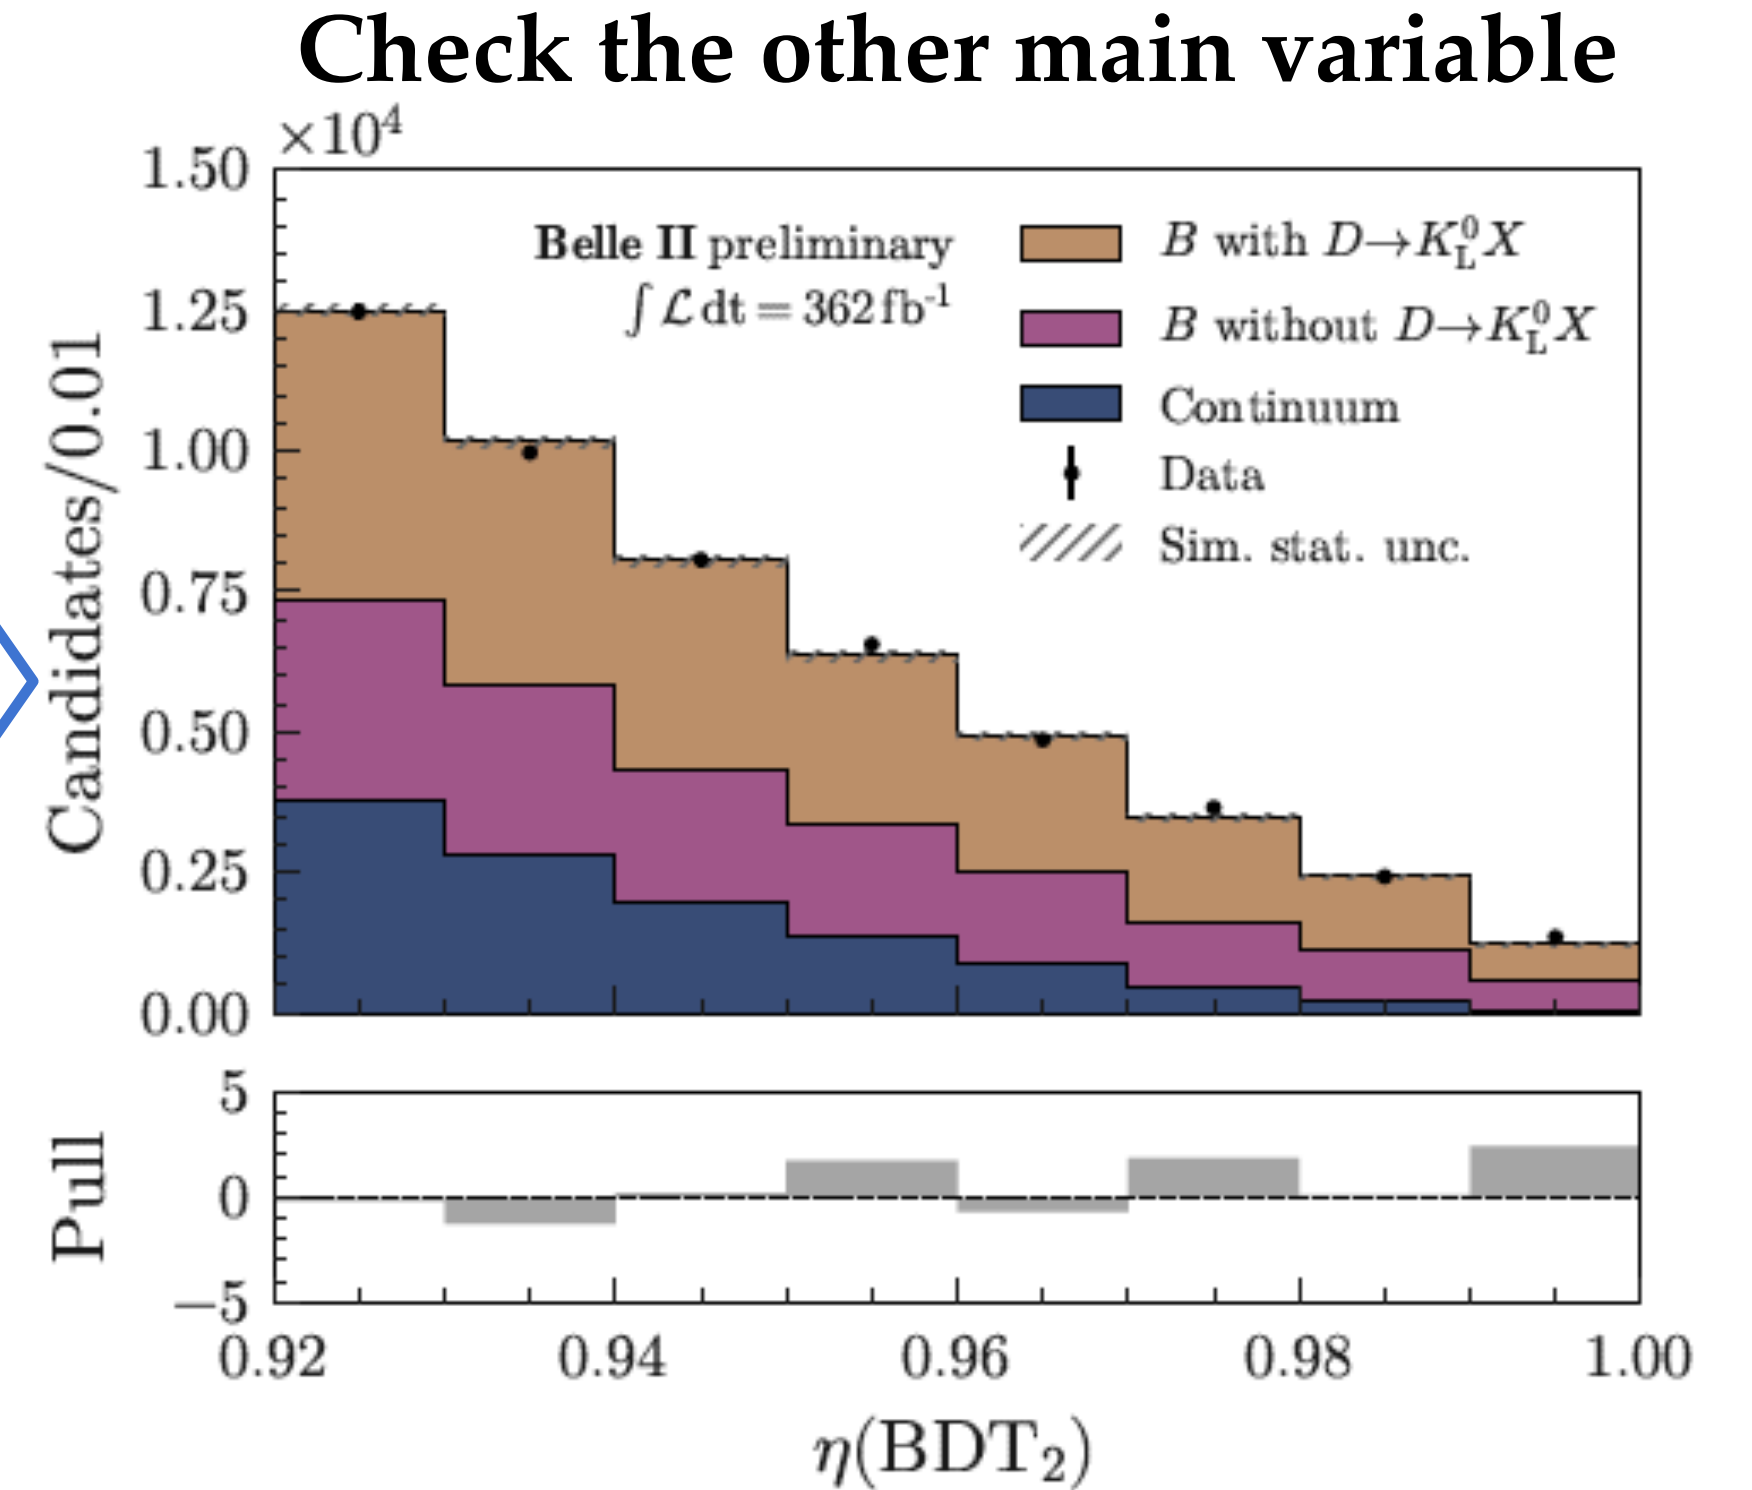 Check the other main variable
×10⁴
1.50
1.25
1.00
0.75
0.50
0.25
0.00
Candidates/0.01
Belle II preliminary
∫ ℒ dt = 362 fb⁻¹
B with D→K⁰_L X
B without D→K⁰_L X
Continuum
Data
Sim. stat. unc.
5
0
−5
Pull
0.92 0.94 0.96 0.98 1.00
η(BDT₂)